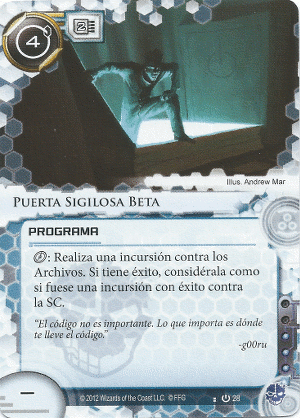 4
2
Illus. Andrew Mar
PUERTA SIGILOSA BETA
PROGRAMA
: Realiza una incursión contra los
Archivos. Si tiene éxito, considérala como
si fuese una incursión con éxito contra
la SC.
"El código no es importante. Lo que importa es dónde
te lleve el código."
-g00ru
–
© 2012 Wizards of the Coast LLC. © FFG
28